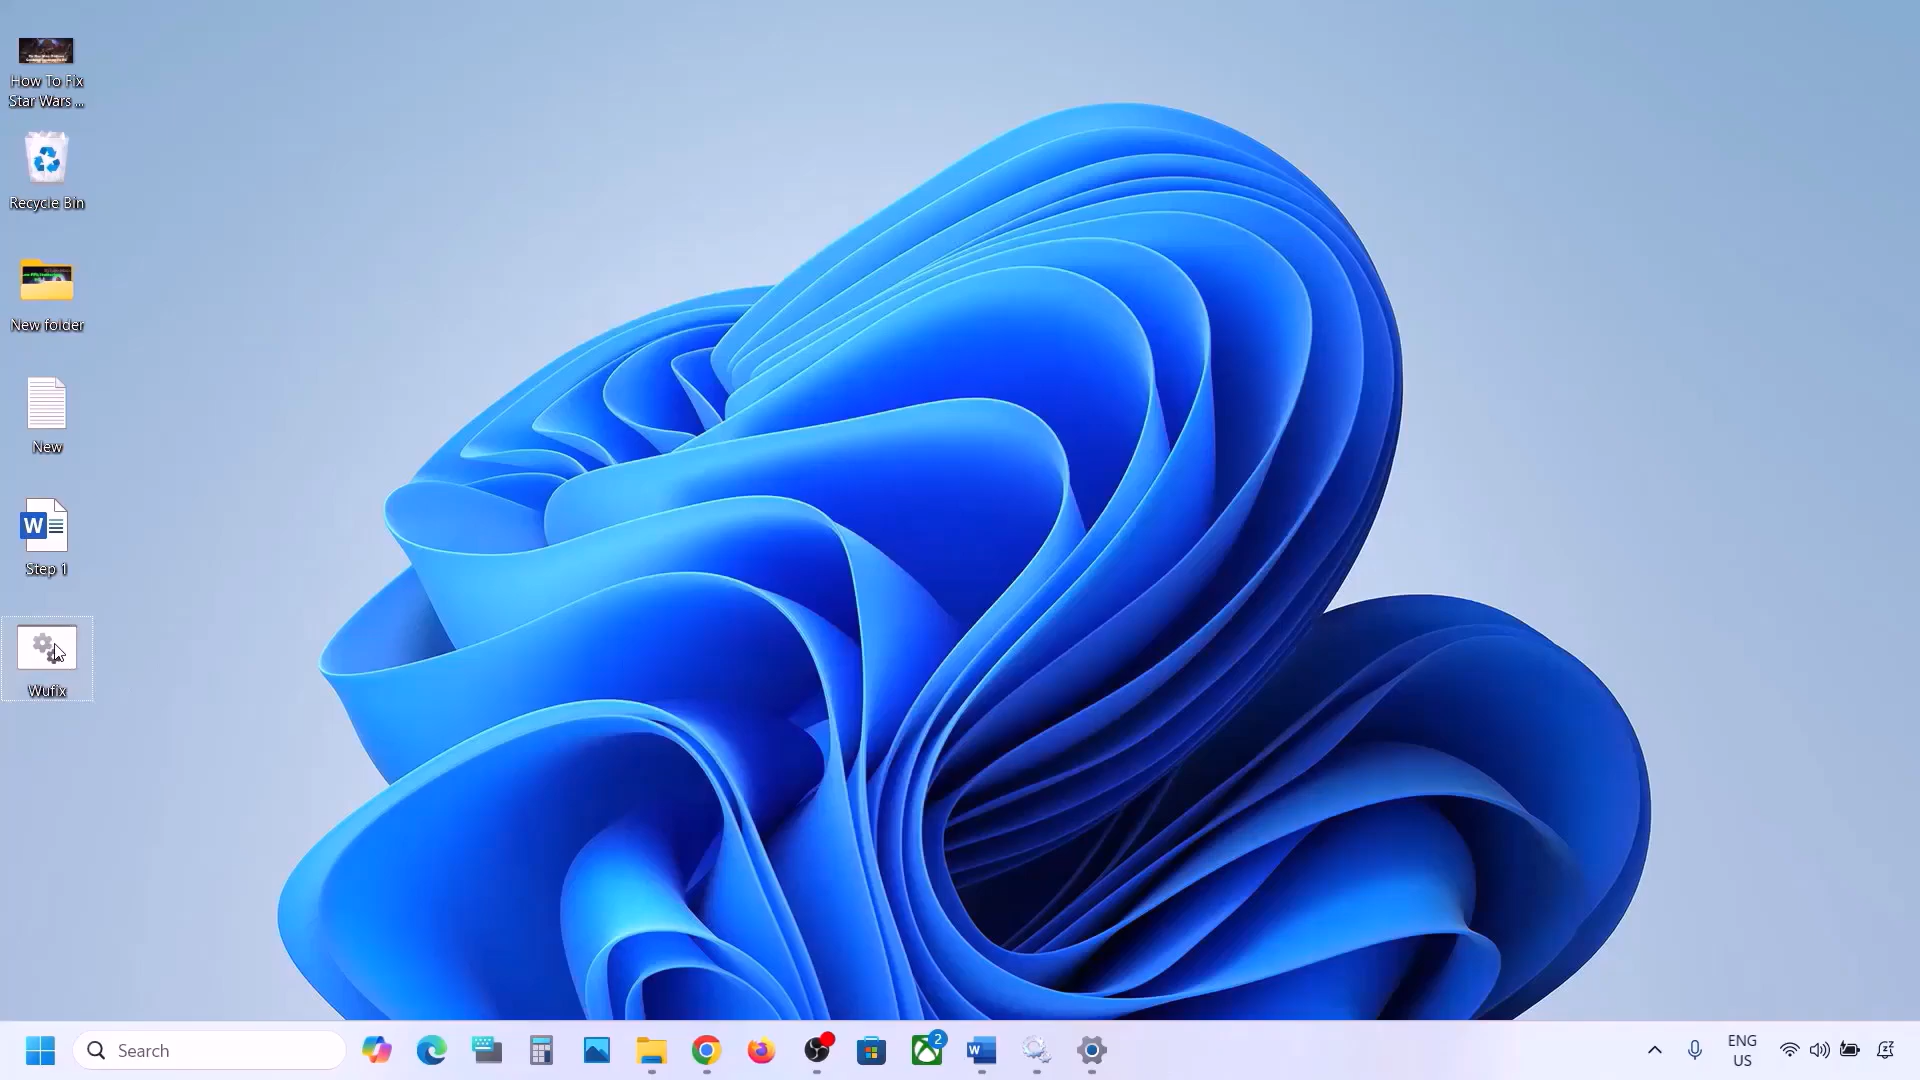 How To Fix
Star Wars ...
Recycle Bin
New folder
New
Step 1
Wufix
Search
2
ENG
US